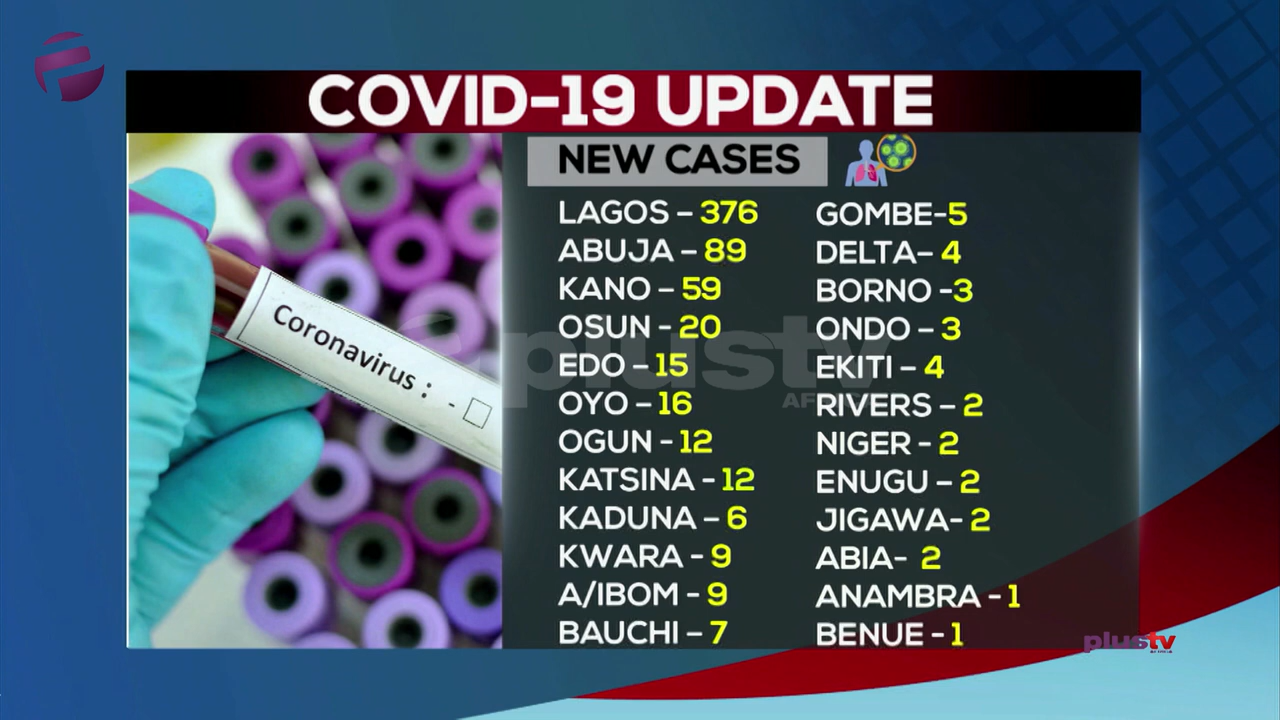 COVID-19 UPDATE
NEW CASES
LAGOS – 376
ABUJA – 89
KANO – 59
OSUN - 20
EDO – 15
OYO – 16
OGUN - 12
KATSINA - 12
KADUNA – 6
KWARA - 9
A/IBOM - 9
BAUCHI – 7
GOMBE-5
DELTA– 4
BORNO -3
ONDO – 3
EKITI – 4
RIVERS – 2
NIGER - 2
ENUGU – 2
JIGAWA- 2
ABIA- 2
ANAMBRA - 1
BENUE - 1
Coronavirus :
-
plustv
AFRICA
plustv